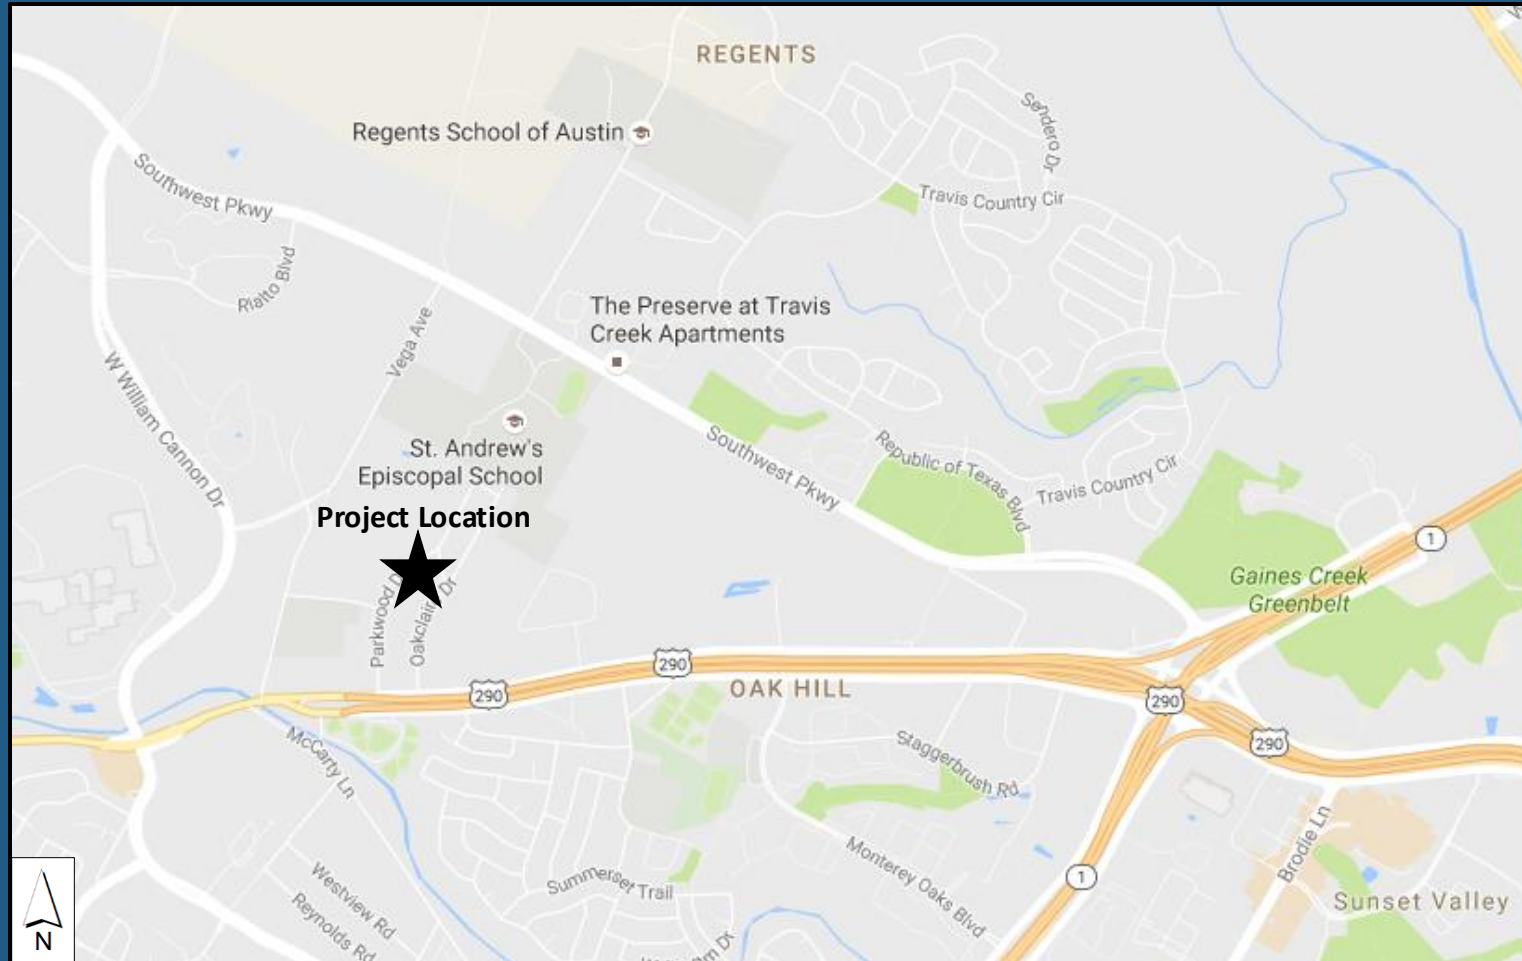 REGENTS
Regents School of Austin
Sendero Dr
Southwest Pkwy
Travis Country Cir
Rialto Blvd
Vega Ave
The Preserve at Travis
Creek Apartments
W William Cannon Dr
St. Andrew's
Episcopal School
Southwest Pkwy
Republic of Texas Blvd
Travis Country Cir
Project Location
1
Gaines Creek
Greenbelt
Parkwood
Oakclaire Dr
290
290
OAK HILL
290
290
McCarty Ln
Staggerbrush Rd
Brodie Ln
Monterey Oaks Blvd
1
Summerset Trail
Westview Rd
Reynolds Rd
Sunset Valley
N